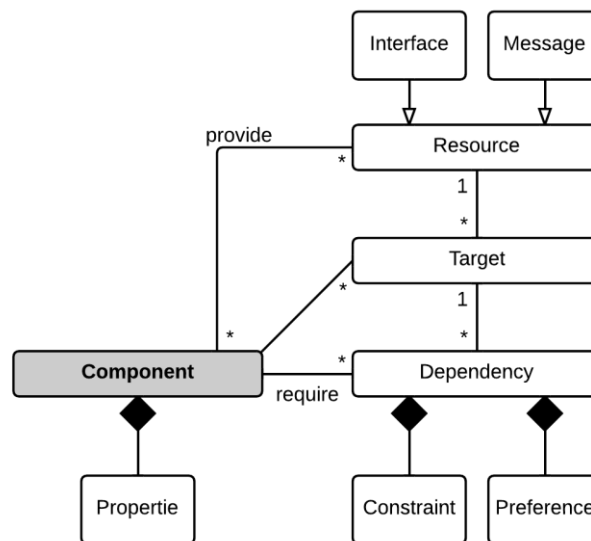 Interface
Message
provide
Resource
*
1
*
Target
*
1
*
*
*
Component
require
Dependency
Propertie
Constraint
Preference